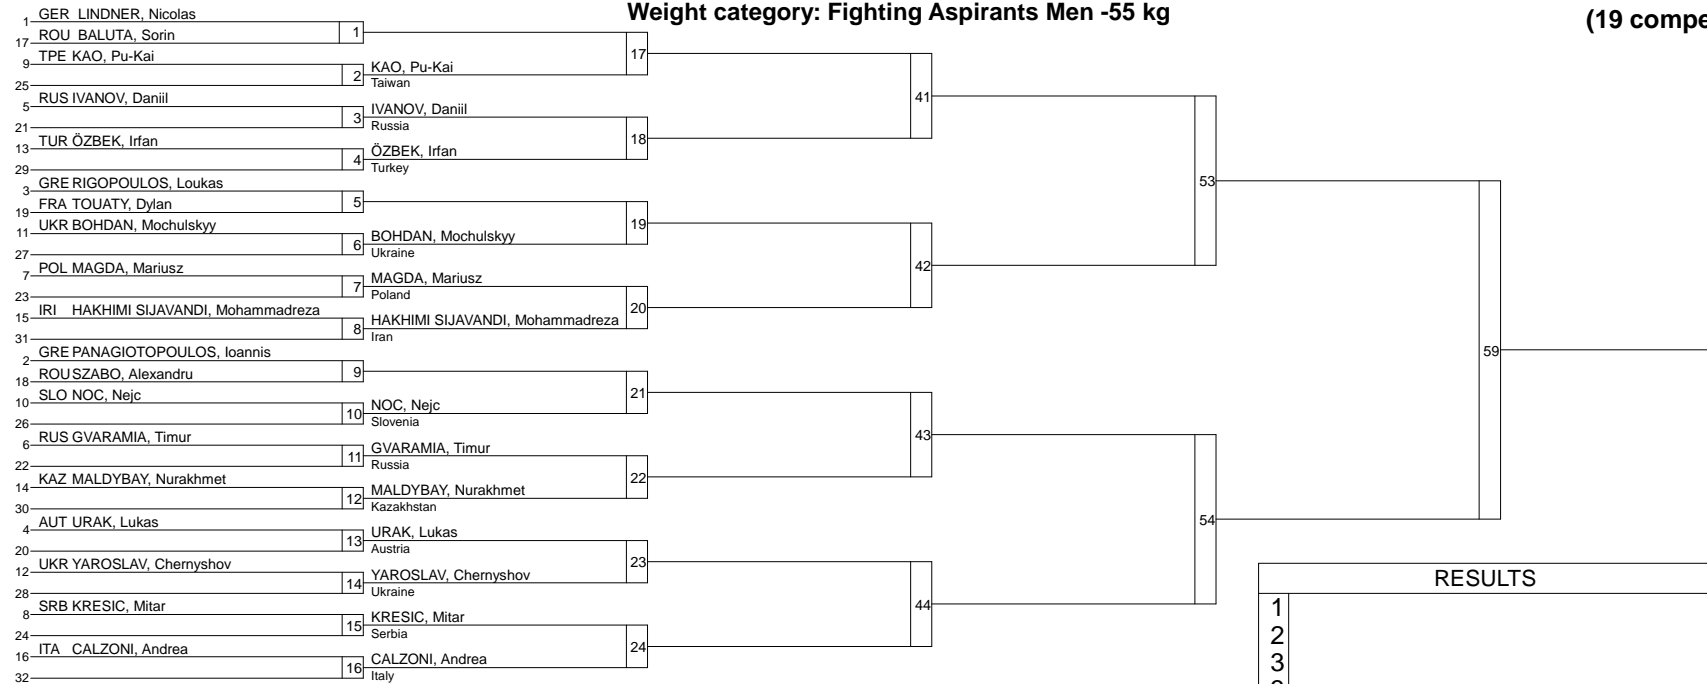 Weight category: Fighting Aspirants Men -55 kg
(19 compe
1 GER LINDNER, Nicolas
1
17 ROU BALUTA, Sorin
17
9 TPE KAO, Pu-Kai
2 KAO, Pu-Kai
Taiwan
25
41
5 RUS IVANOV, Daniil
3 IVANOV, Daniil
Russia
21
18
13 TUR ÖZBEK, Irfan
4 ÖZBEK, Irfan
Turkey
29
53
3 GRE RIGOPOULOS, Loukas
5
19 FRA TOUATY, Dylan
19
11 UKR BOHDAN, Mochulskyy
6 BOHDAN, Mochulskyy
Ukraine
27
42
7 POL MAGDA, Mariusz
7 MAGDA, Mariusz
Poland
23
20
15 IRI HAKHIMI SIJAVANDI, Mohammadreza
8 HAKHIMI SIJAVANDI, Mohammadreza
Iran
31
59
2 GRE PANAGIOTOPOULOS, Ioannis
9
18 ROU SZABO, Alexandru
21
10 SLO NOC, Nejc
10 NOC, Nejc
Slovenia
26
43
6 RUS GVARAMIA, Timur
11 GVARAMIA, Timur
Russia
22
22
14 KAZ MALDYBAY, Nurakhmet
12 MALDYBAY, Nurakhmet
Kazakhstan
30
54
4 AUT URAK, Lukas
13 URAK, Lukas
Austria
20
23
12 UKR YAROSLAV, Chernyshov
14 YAROSLAV, Chernyshov
Ukraine
28
44
8 SRB KRESIC, Mitar
15 KRESIC, Mitar
Serbia
24
24
16 ITA CALZONI, Andrea
16 CALZONI, Andrea
Italy
32
RESULTS
1
2
3